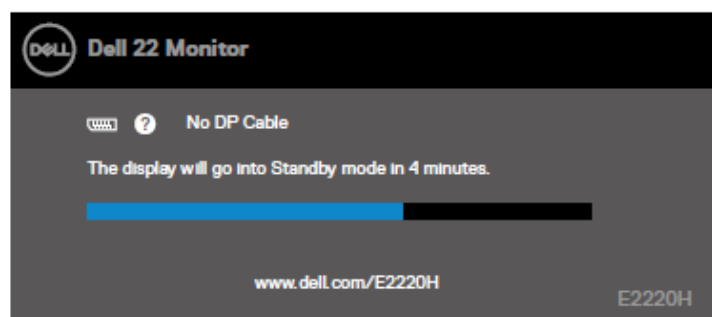 DELL Dell 22 Monitor
? No DP Cable
The display will go into Standby mode in 4 minutes.
www.dell.com/E2220H
E2220H